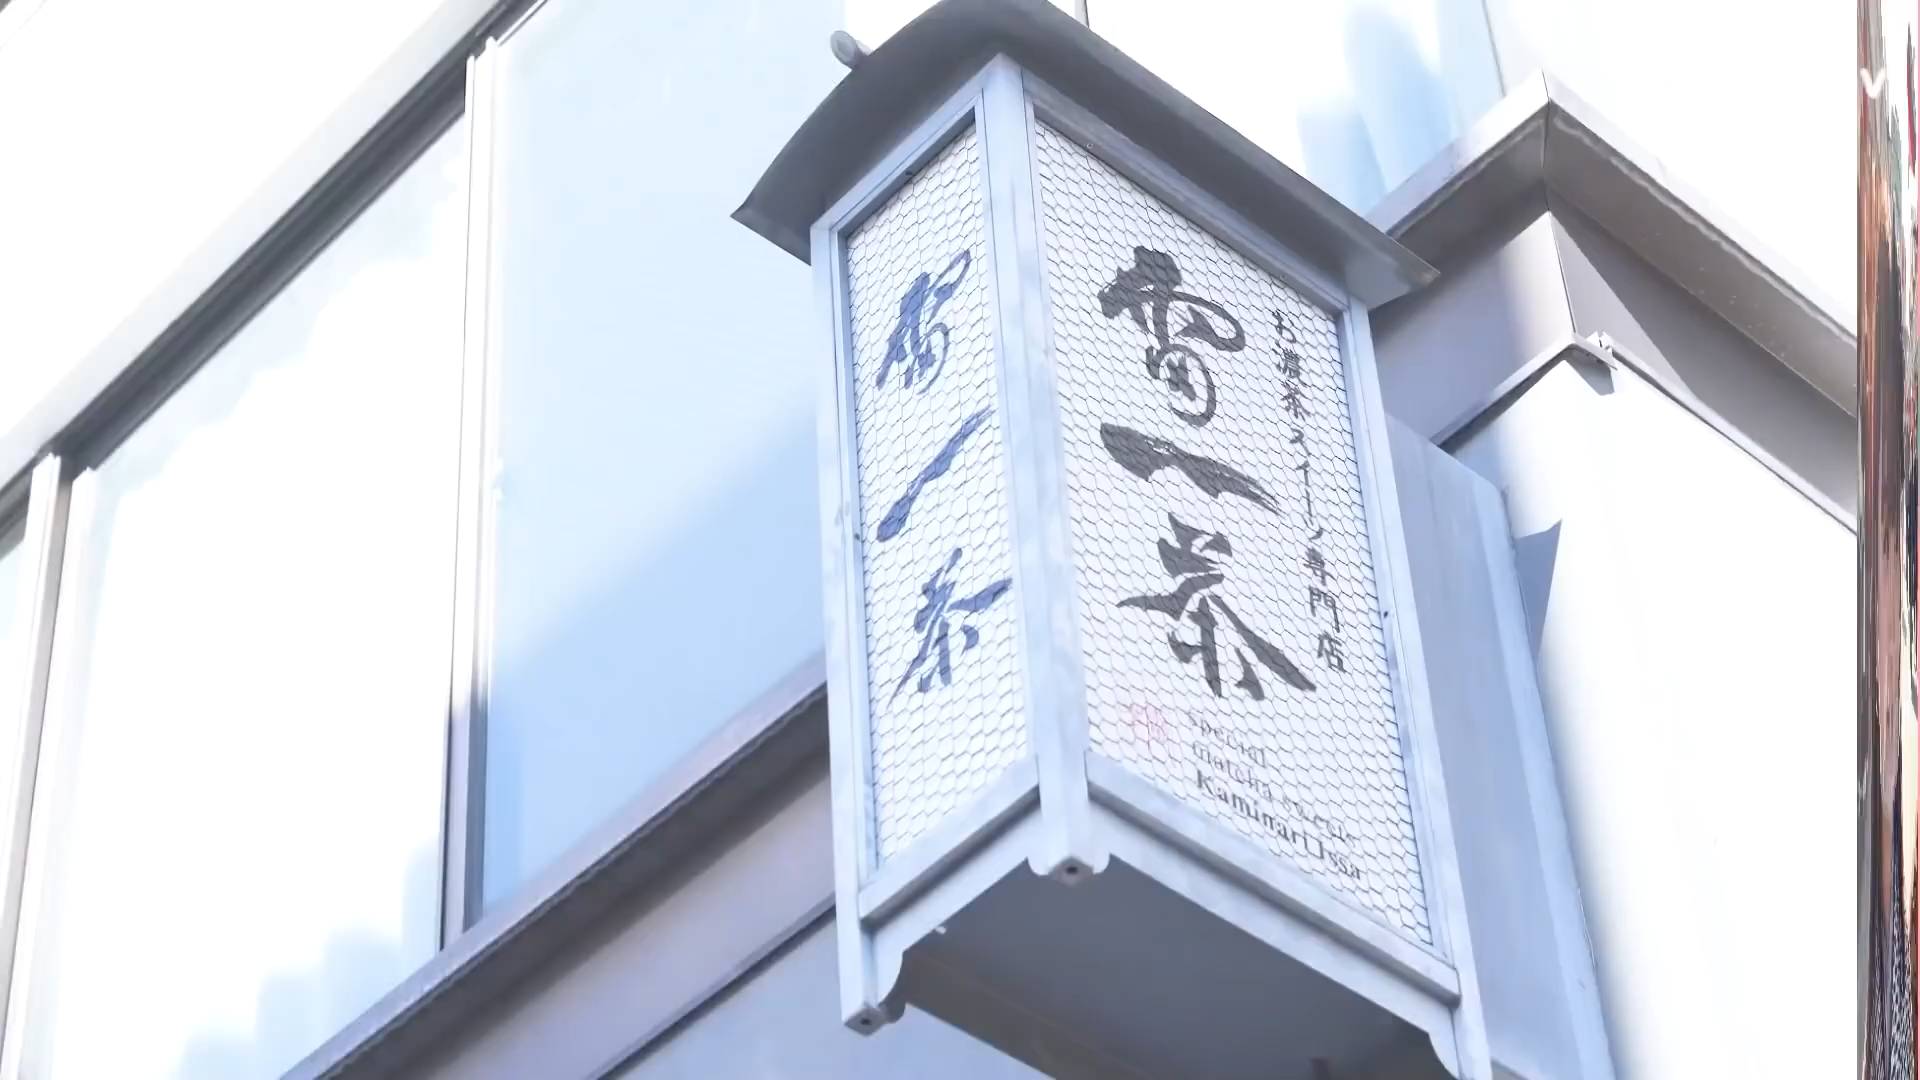 雷一茶
お濃茶スイーツ専門店
雷一茶
special
matcha sweets
Kaminari Issa